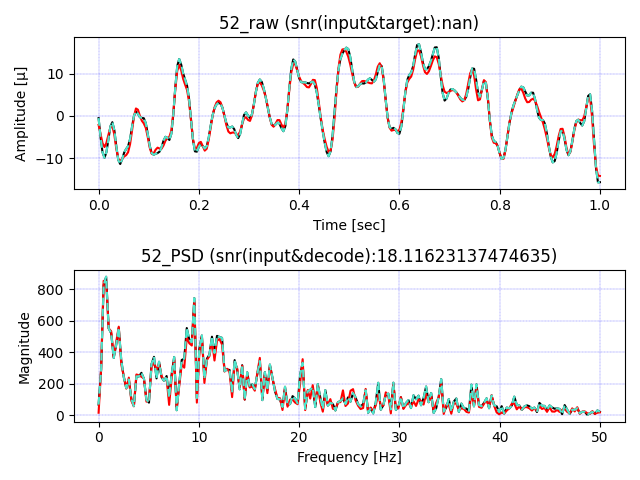 52_raw (snr(input&target):nan)
Amplitude [µ]
10
0
−10
0.0 0.2 0.4 0.6 0.8 1.0
Time [sec]
52_PSD (snr(input&decode):18.11623137474635)
Magnitude
800
600
400
200
0
0 10 20 30 40 50
Frequency [Hz]